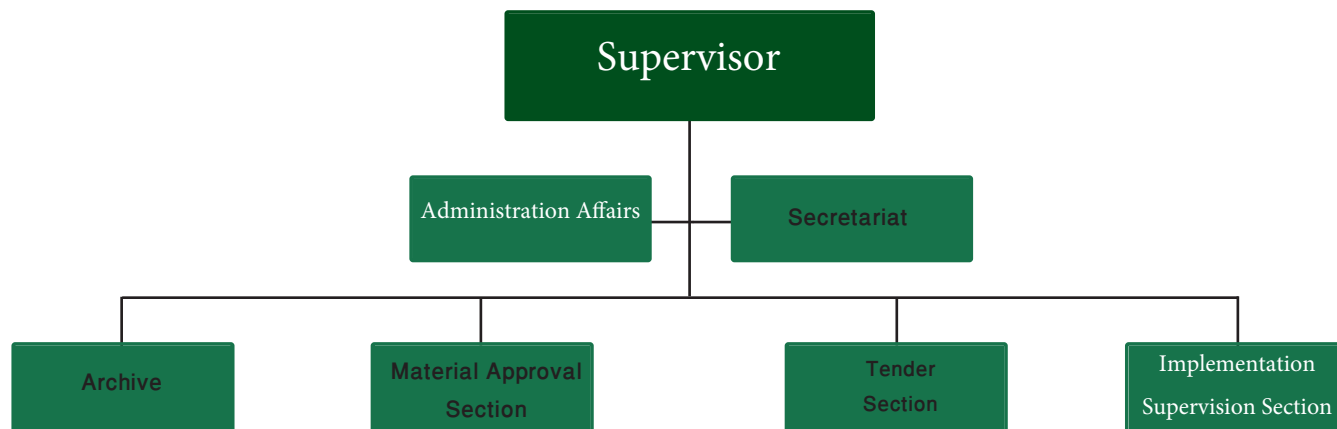 Supervisor
Administration Affairs
Secretariat
Archive
Material Approval
Section
Tender
Section
Implementation
Supervision Section